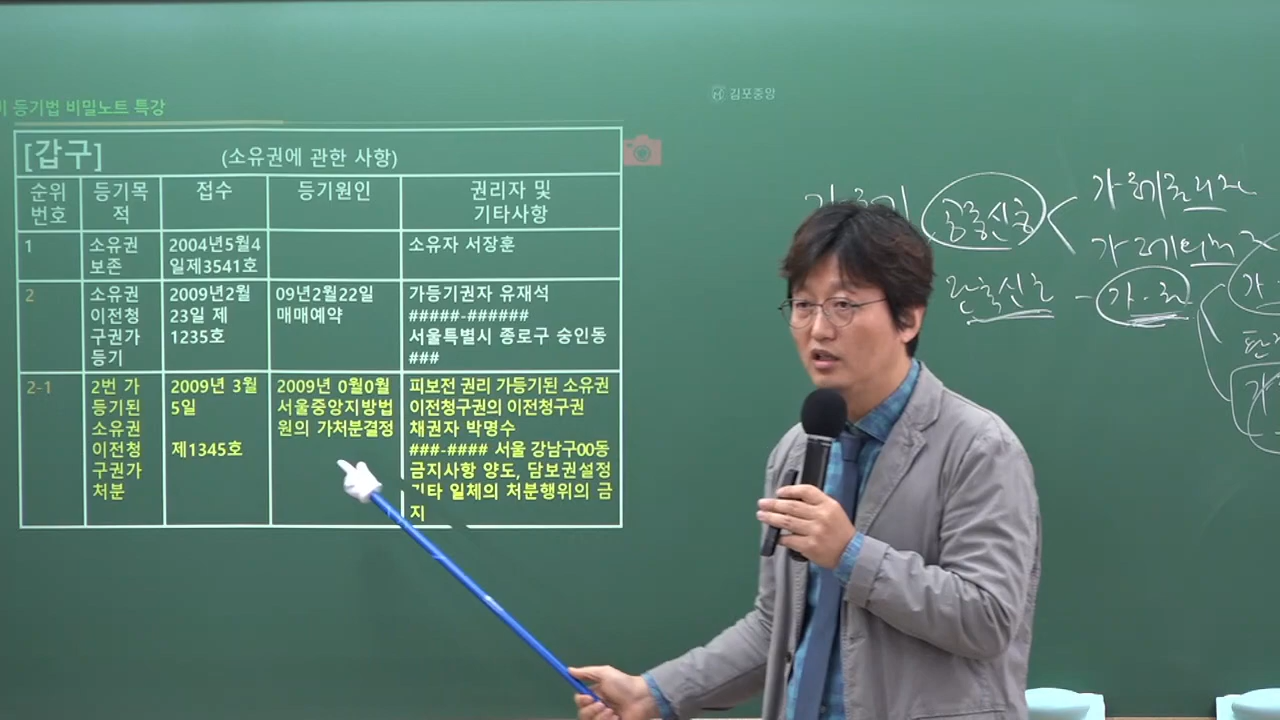 등기법 비밀노트 특강
김포중앙
[갑구] (소유권에 관한 사항)
순위번호 등기목적 접수 등기원인 권리자 및 기타사항
1 소유권보존 2004년5월4일제3541호 소유자 서장훈
2 소유권이전청구권가등기 2009년2월23일 제1235호 09년2월22일 매매예약 가등기권자 유재석 #####-###### 서울특별시 종로구 숭인동 ###
2-1 2번 가등기된 소유권이전청구권가처분 2009년 3월5일 제1345호 2009년 0월0월 서울중앙지방법원의 가처분결정 피보전 권리 가등기된 소유권이전청구권의 이전청구권 채권자 박명수 ###-#### 서울 강남구00동 금지사항 양도, 담보권설정 기타 일체의 처분행위의 금지
공동신청
단독신청